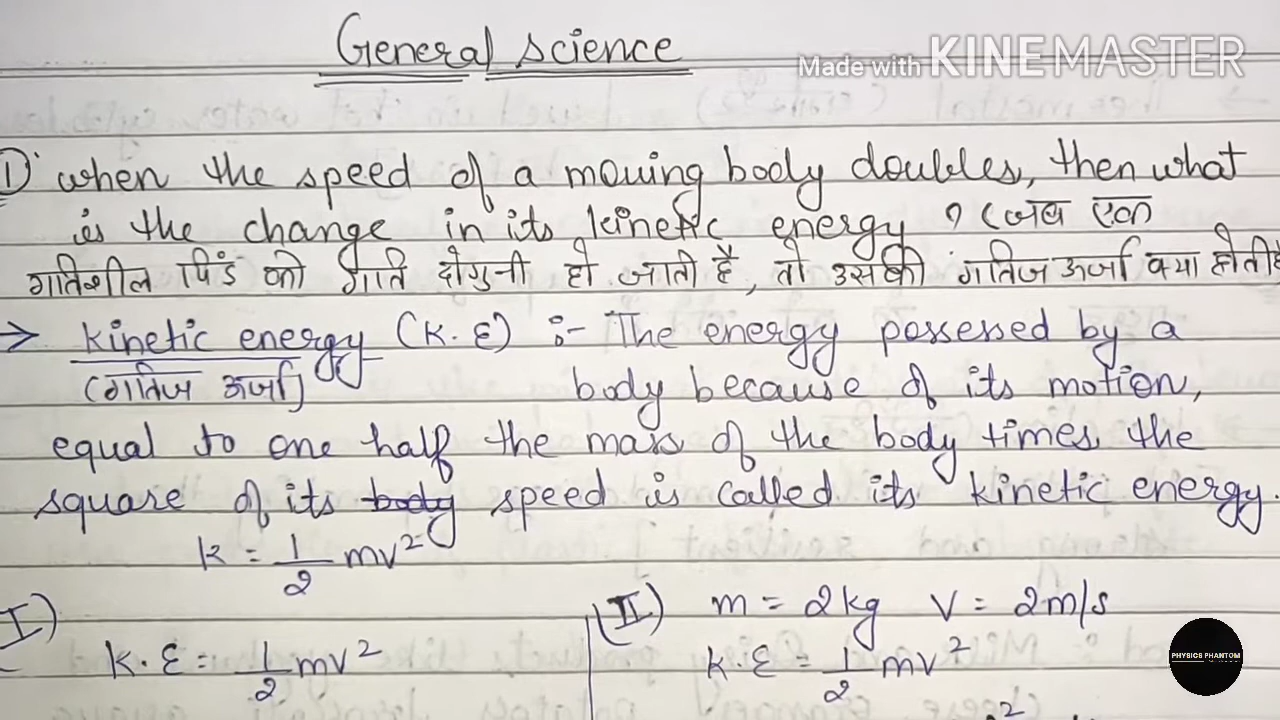 General science
Made with KINEMASTER
1) when the speed of a moving body doubles, then what
is the change in its kinetic energy ? (जब एक
गतिशील पिंड की गति दोगुनी हो जाती है, तो उसकी गतिज ऊर्जा क्या होती है
→ kinetic energy (K.E) :- The energy possessed by a
(गतिज ऊर्जा) body because of its motion,
equal to one half the mass of the body times the
square of its body speed is called its kinetic energy.
k = 1/2 mv²
I) (II) m = 2kg v = 2m/s
K.E = 1/2 mv² K.E = 1/2 mv²
PHYSICS PHANTOM